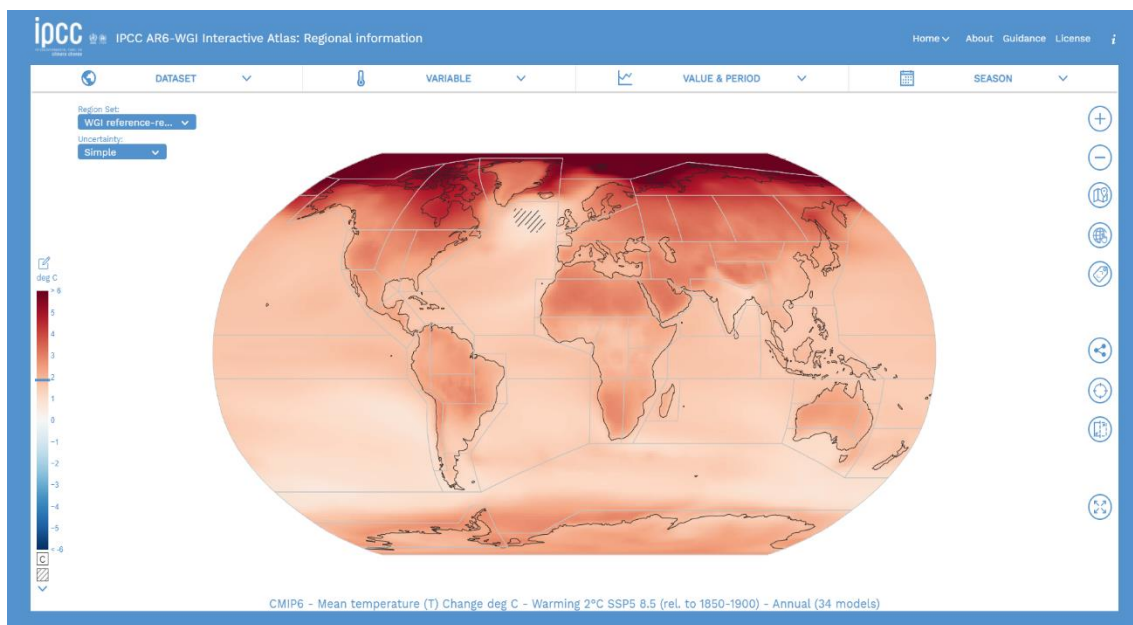 ipcc
IPCC AR6-WGI Interactive Atlas: Regional information
Home About Guidance License i
DATASET VARIABLE VALUE & PERIOD SEASON
Region Set:
WGI reference-re...
Uncertainty:
Simple
deg C
> 6
5
4
3
2
1
0
-1
-2
-3
-4
-5
< -6
C
CMIP6 - Mean temperature (T) Change deg C - Warming 2°C SSP5 8.5 (rel. to 1850-1900) - Annual (34 models)